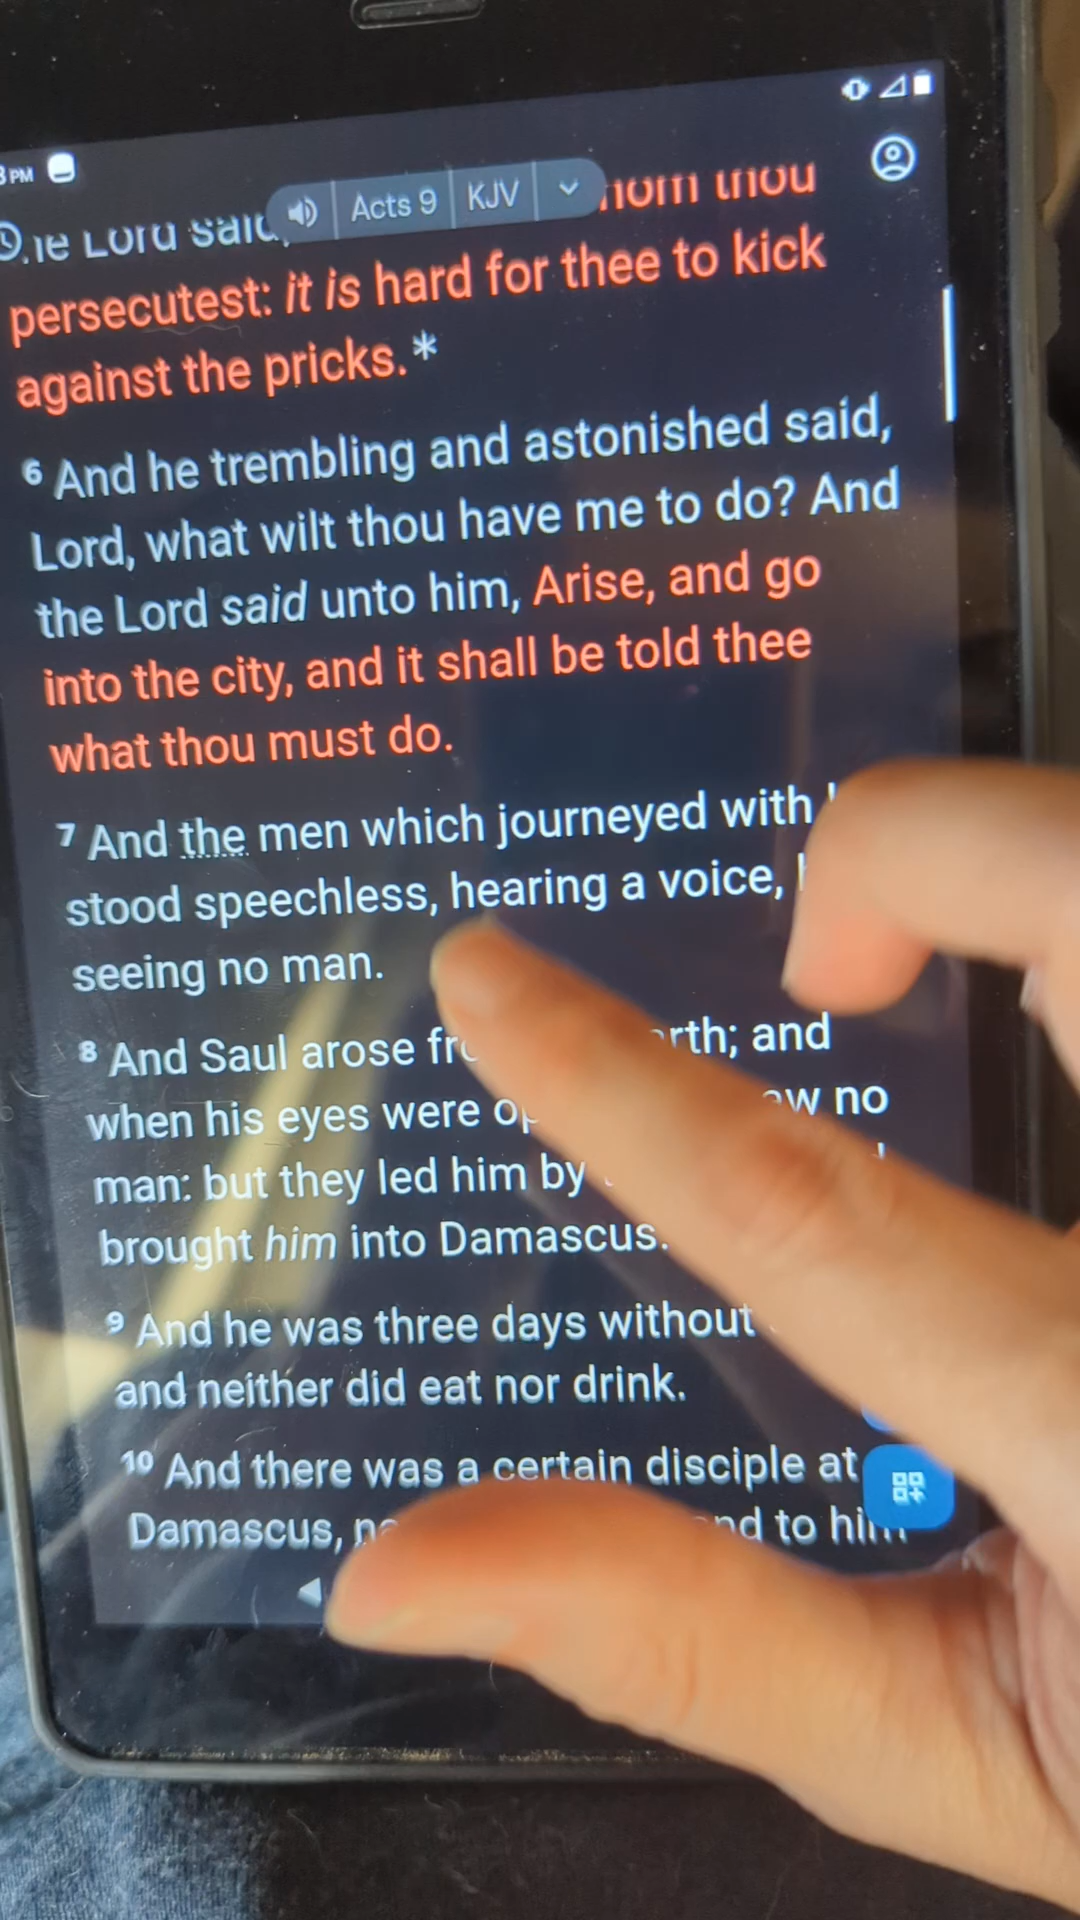 PM
Acts 9 KJV
Lord said, thou
persecutest: it is hard for thee to kick
against the pricks.*
6 And he trembling and astonished said,
Lord, what wilt thou have me to do? And
the Lord said unto him, Arise, and go
into the city, and it shall be told thee
what thou must do.
7 And the men which journeyed with
stood speechless, hearing a voice,
seeing no man.
8 And Saul arose and
when his eyes were no
man: but they led him by
brought him into Damascus.
9 And he was three days without
and neither did eat nor drink.
10 And there was a certain disciple at
Damascus, to